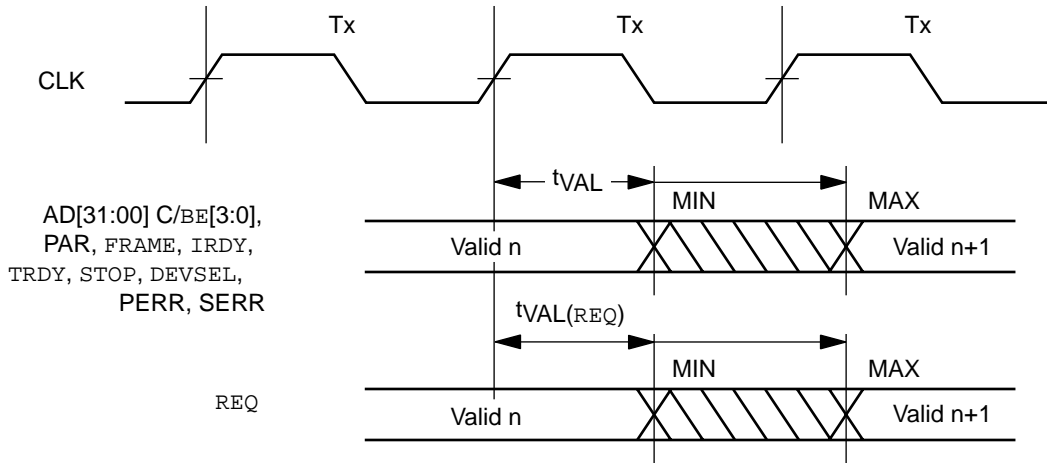 Tx Tx Tx
CLK
tVAL
MIN MAX
AD[31:00] C/BE[3:0],
PAR, FRAME, IRDY,
TRDY, STOP, DEVSEL,
PERR, SERR
Valid n Valid n+1
tVAL(REQ)
MIN MAX
REQ
Valid n Valid n+1